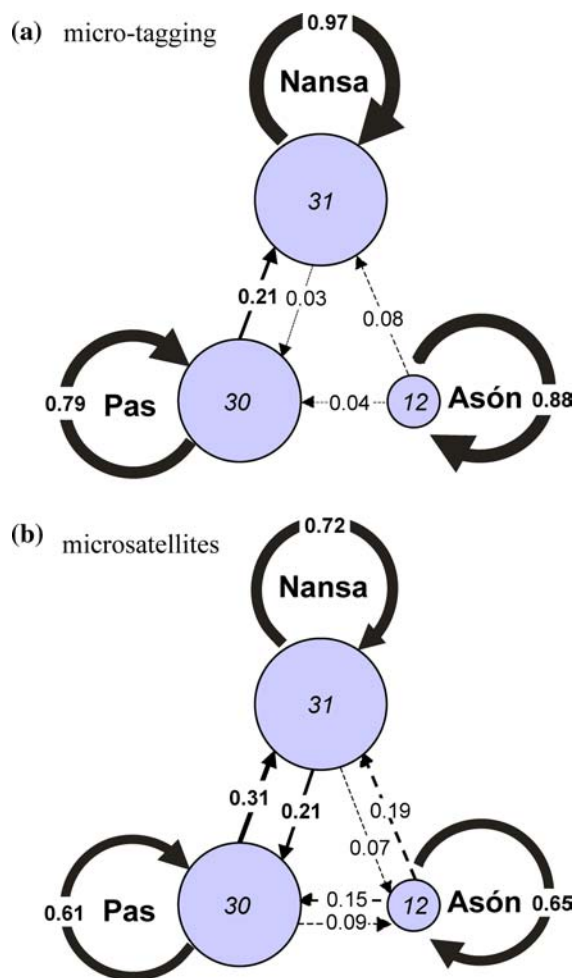 (a) micro-tagging
0.97
Nansa
31
0.21 0.03
0.08
0.79 Pas 30
0.04
12 Asón 0.88
(b) microsatellites
0.72
Nansa
31
0.31 0.21
0.19
0.07
0.61 Pas 30
0.15
0.09
12 Asón 0.65